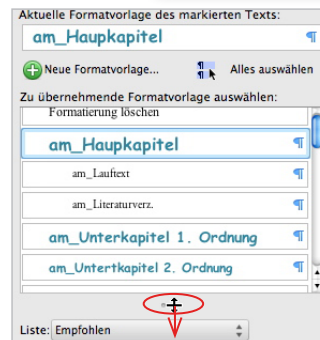 Aktuelle Formatvorlage des markierten Texts:
am_Haupkapitel ¶
Neue Formatvorlage... Alles auswählen
Zu übernehmende Formatvorlage auswählen:
Formatierung löschen
am_Haupkapitel ¶
am_Lauftext ¶
am_Literaturverz. ¶
am_Unterkapitel 1. Ordnung ¶
am_Untertkapitel 2. Ordnung ¶
Liste: Empfohlen